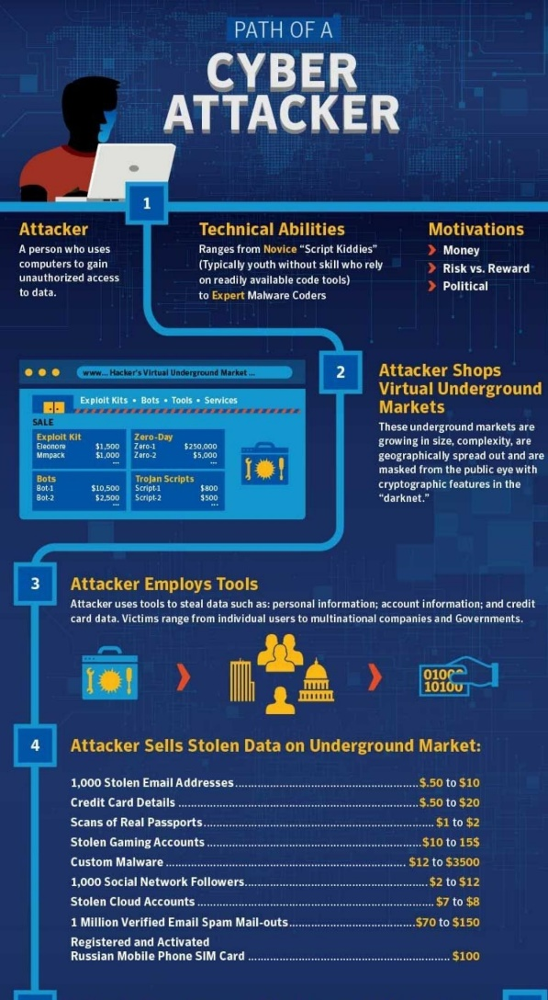 PATH OF A
CYBER
ATTACKER
1
Attacker
A person who uses
computers to gain
unauthorized access
to data.
Technical Abilities
Ranges from Novice "Script Kiddies"
(Typically youth without skill who rely
on readily available code tools)
to Expert Malware Coders
Motivations
Money
Risk vs. Reward
Political
2
www... Hacker's Virtual Underground Market ...
Exploit Kits • Bots • Tools • Services
SALE
Exploit Kit
Eleonore $1,500
Mmpack $1,000
...
Zero-Day
Zero-1 $250,000
Zero-2 $5,000
...
Bots
Bot-1 $10,500
Bot-2 $2,500
...
Trojan Scripts
Script-1 $800
Script-2 $500
...
Attacker Shops
Virtual Underground
Markets
These underground markets are
growing in size, complexity, are
geographically spread out and are
masked from the public eye with
cryptographic features in the
"darknet."
3
Attacker Employs Tools
Attacker uses tools to steal data such as: personal information; account information; and credit
card data. Victims range from individual users to multinational companies and Governments.
0100
10100
4
Attacker Sells Stolen Data on Underground Market:
1,000 Stolen Email Addresses........ $.50 to $10
Credit Card Details ........ $.50 to $20
Scans of Real Passports........ $1 to $2
Stolen Gaming Accounts ........ $10 to 15$
Custom Malware ........ $12 to $3500
1,000 Social Network Followers........ $2 to $12
Stolen Cloud Accounts ........ $7 to $8
1 Million Verified Email Spam Mail-outs........ $70 to $150
Registered and Activated
Russian Mobile Phone SIM Card ........ $100